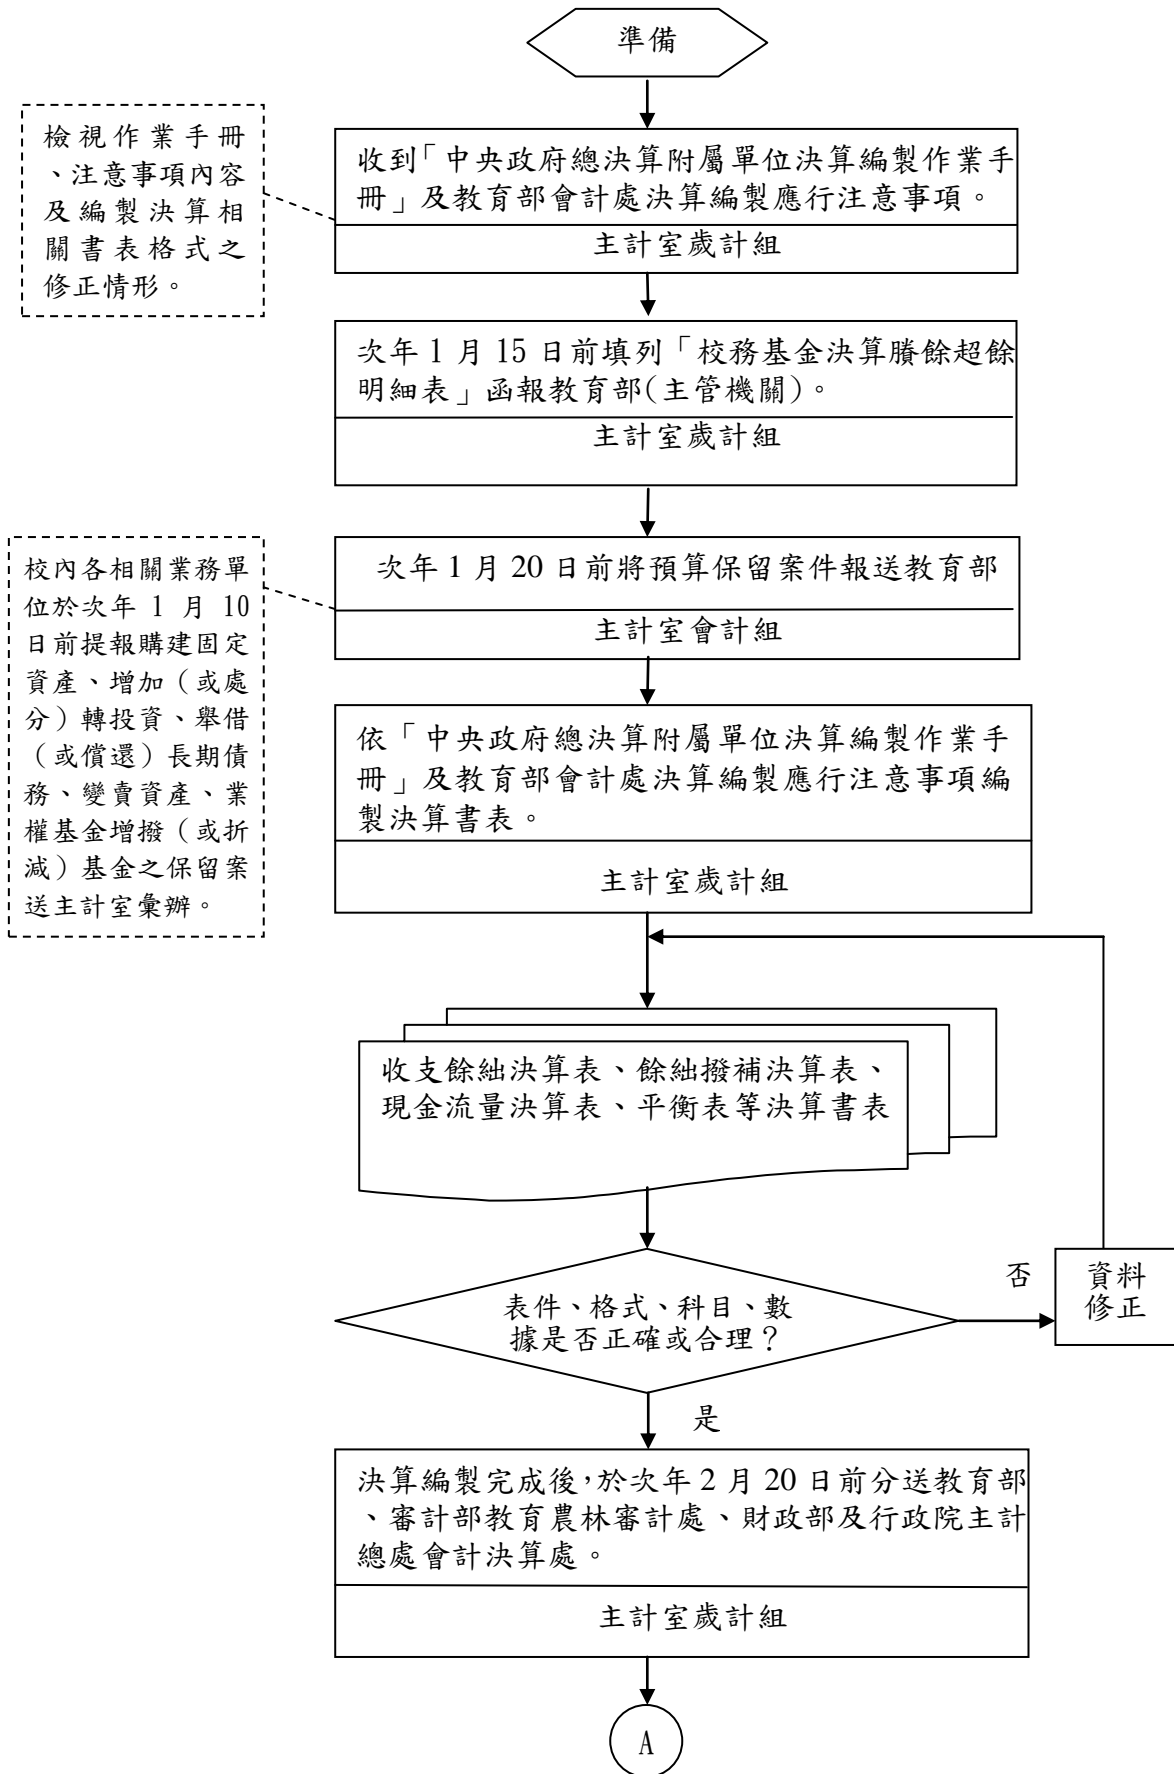 準備
檢視作業手冊
、注意事項內容
及編製決算相
關書表格式之
修正情形。
收到「中央政府總決算附屬單位決算編製作業手
冊」及教育部會計處決算編製應行注意事項。
主計室歲計組
次年 1 月 15 日前填列「校務基金決算賸餘超餘
明細表」函報教育部(主管機關)。
主計室歲計組
校內各相關業務單
位於次年 1 月 10
日前提報購建固定
資產、增加（或處
分）轉投資、舉借
（或償還）長期債
務、變賣資產、業
權基金增撥（或折
減）基金之保留案
送主計室彙辦。
次年 1 月 20 日前將預算保留案件報送教育部
主計室會計組
依「中央政府總決算附屬單位決算編製作業手
冊」及教育部會計處決算編製應行注意事項編
製決算書表。
主計室歲計組
收支餘絀決算表、餘絀撥補決算表、
現金流量決算表、平衡表等決算書表
表件、格式、科目、數
據是否正確或合理？
否
資料
修正
是
決算編製完成後，於次年 2 月 20 日前分送教育部
、審計部教育農林審計處、財政部及行政院主計
總處會計決算處。
主計室歲計組
A